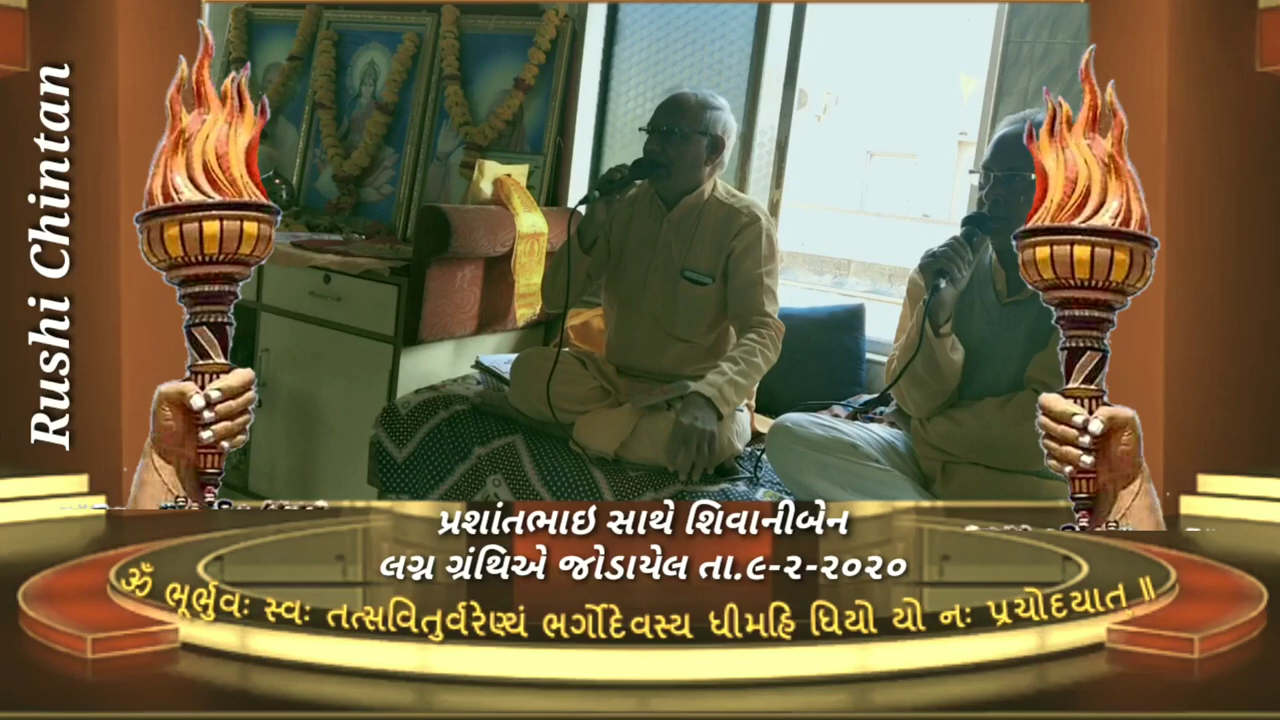 Rushi Chintan
પ્રશાંતભાઇ સાથે શિવાનીબેન
લગ્ન ગ્રંથિએ જોડાયેલ તા.૯-૨-૨૦૨૦
ૐ ભૂર્ભુવઃ સ્વઃ તત્સવિતુર્વરેણ્યં ભર્ગોદેવસ્ય ધીમહિ ધિયો યો નઃ પ્રચોદયાત્ ॥